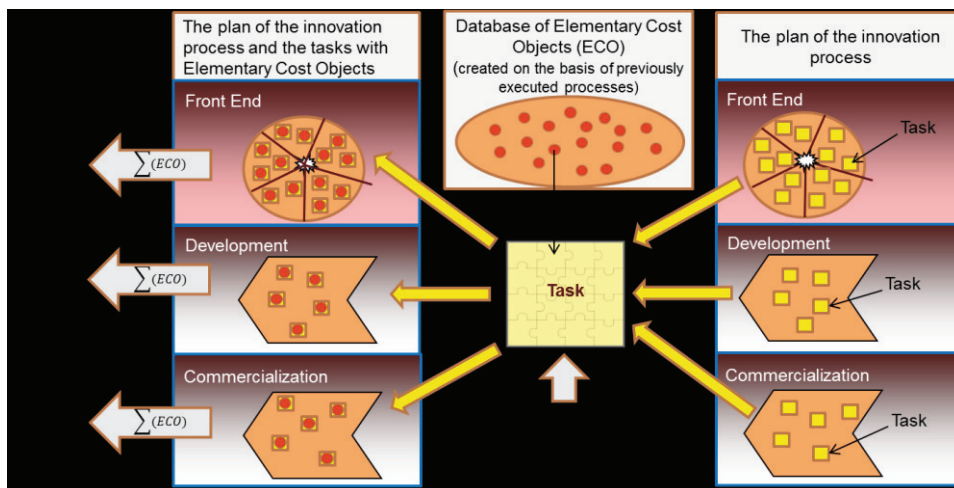 The plan of the innovation
process and the tasks with
Elementary Cost Objects
Front End
∑(ECO)
Development
∑(ECO)
Commercialization
∑(ECO)
Database of Elementary Cost
Objects (ECO)
(created on the basis of previously
executed processes)
Task
The plan of the innovation
process
Front End
Task
Development
Task
Commercialization
Task